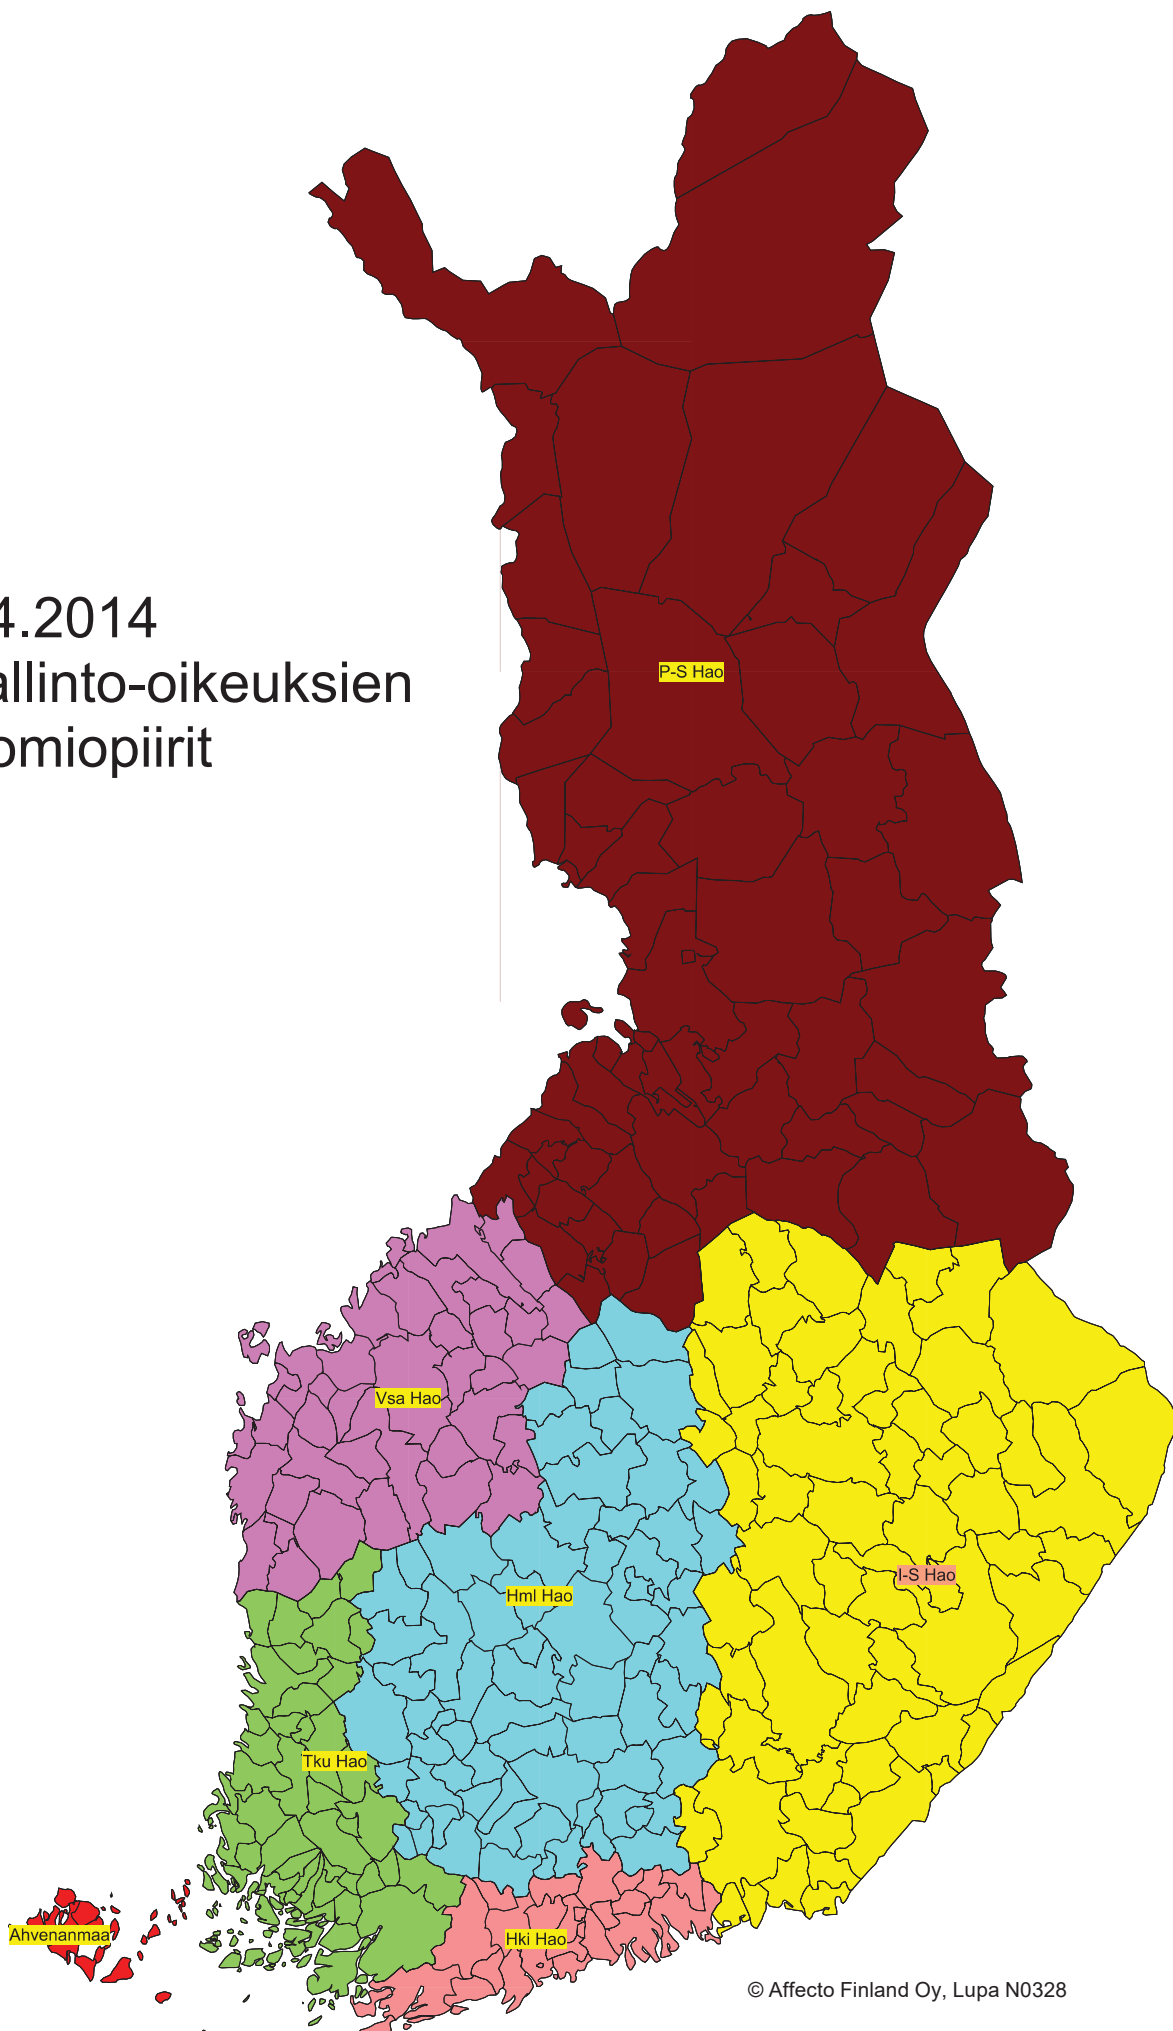 4.2014
allinto-oikeuksien
omiopiirit
P-S Hao
Vsa Hao
I-S Hao
Hml Hao
Tku Hao
Ahvenanmaa
Hki Hao
© Affecto Finland Oy, Lupa N0328